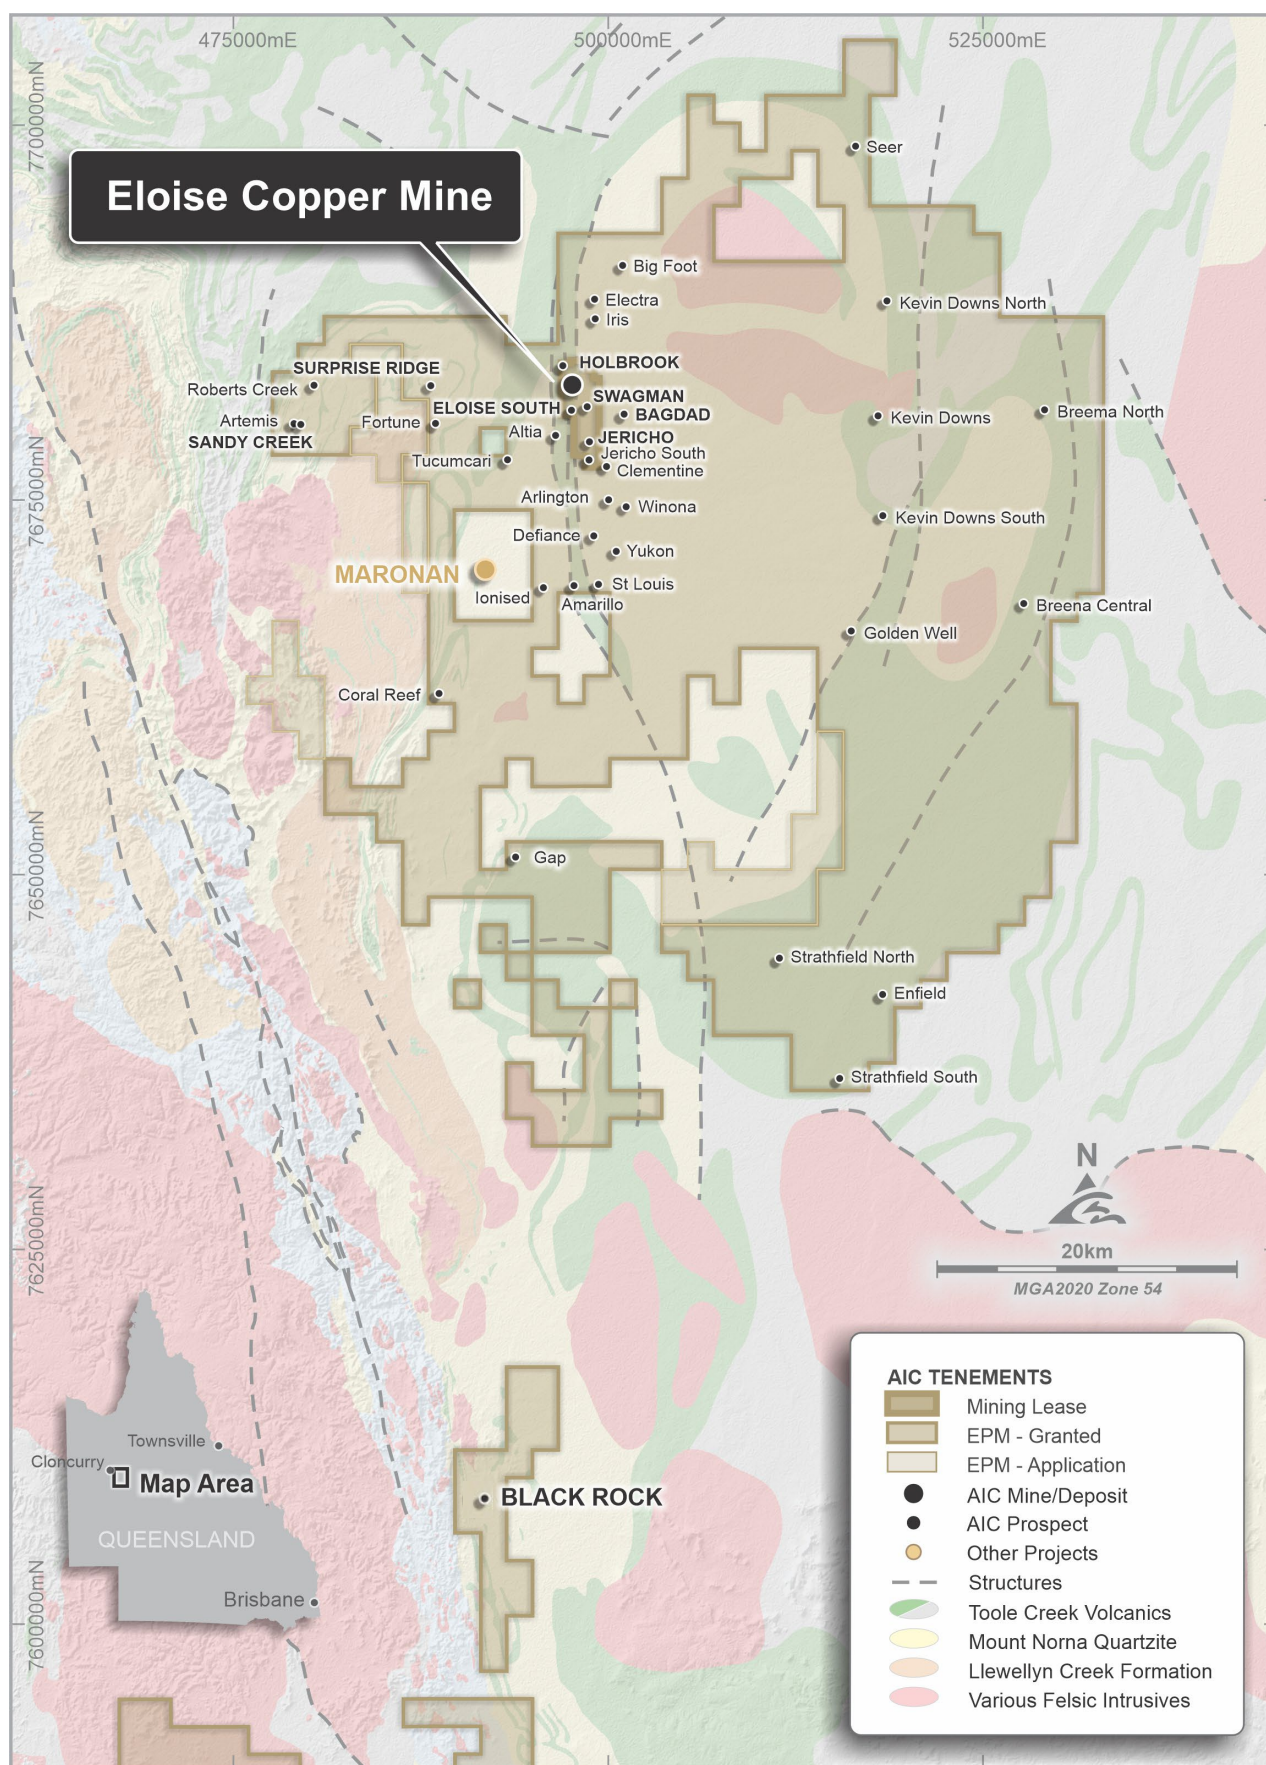 475000mE
500000mE
525000mE
7700000mN
Seer
Eloise Copper Mine
Big Foot
Electra
Iris
Kevin Downs North
HOLBROOK
SURPRISE RIDGE
Roberts Creek
SWAGMAN
ELOISE SOUTH
BAGDAD
Breema North
Kevin Downs
Artemis
Fortune
SANDY CREEK
Altia
JERICHO
Jericho South
Tucumcari
Clementine
7675000mN
Arlington
Winona
Kevin Downs South
Defiance
Yukon
MARONAN
Ionised
St Louis
Amarillo
Breena Central
Golden Well
Coral Reef
7650000mN
Gap
Strathfield North
Enfield
Strathfield South
N
7625000mN
20km
MGA2020 Zone 54
Townsville
Cloncurry
Map Area
QUEENSLAND
Brisbane
BLACK ROCK
7600000mN
AIC TENEMENTS
Mining Lease
EPM - Granted
EPM - Application
AIC Mine/Deposit
AIC Prospect
Other Projects
Structures
Toole Creek Volcanics
Mount Norna Quartzite
Llewellyn Creek Formation
Various Felsic Intrusives